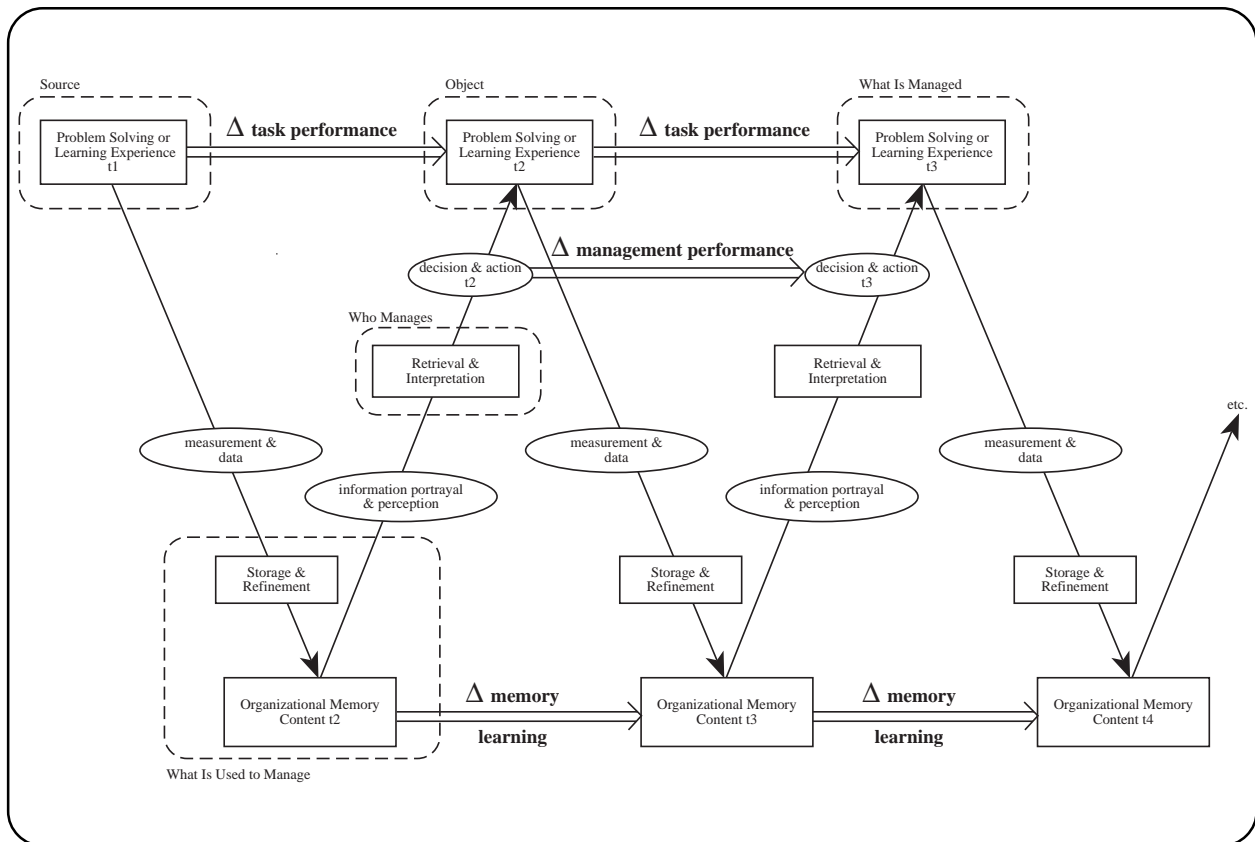 Source
Object
What Is Managed
Problem Solving or
Learning Experience
t1
Δ task performance
Problem Solving or
Learning Experience
t2
Δ task performance
Problem Solving or
Learning Experience
t3
decision & action
t2
Δ management performance
decision & action
t3
Who Manages
Retrieval &
Interpretation
Retrieval &
Interpretation
etc.
measurement &
data
information portrayal
& perception
measurement &
data
information portrayal
& perception
measurement &
data
Storage &
Refinement
Storage &
Refinement
Storage &
Refinement
Organizational Memory
Content t2
Δ memory
learning
Organizational Memory
Content t3
Δ memory
learning
Organizational Memory
Content t4
What Is Used to Manage